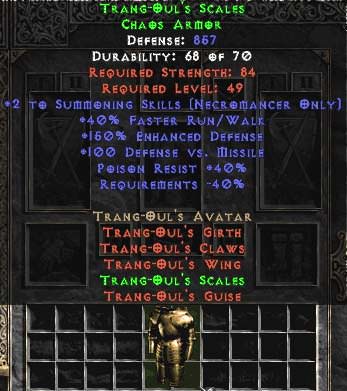 Trang-Oul's Scales
Chaos Armor
Defense: 857
Durability: 68 of 70
Required Strength: 84
Required Level: 49
+2 to Summoning Skills (Necromancer Only)
+40% Faster Run/Walk
+150% Enhanced Defense
+100 Defense vs. Missile
Poison Resist +40%
Requirements -40%
Trang-Oul's Avatar
Trang-Oul's Girth
Trang-Oul's Claws
Trang-Oul's Wing
Trang-Oul's Scales
Trang-Oul's Guise